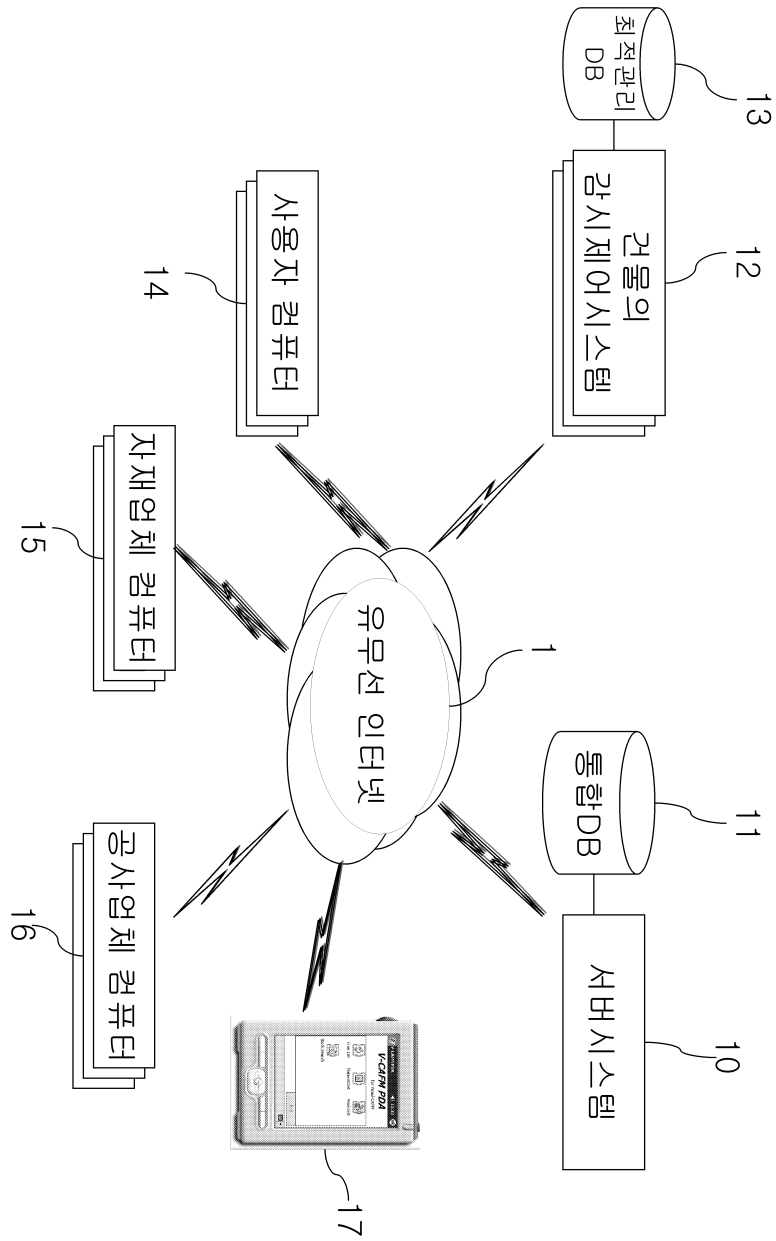 13
최적관리
DB
12
건물의
감시제어시스템
11
통합DB
10
서버시스템
1
유무선 인터넷
14
사용자 컴퓨터
15
자재업체 컴퓨터
16
공사업체 컴퓨터
17
V-CAFM PDA